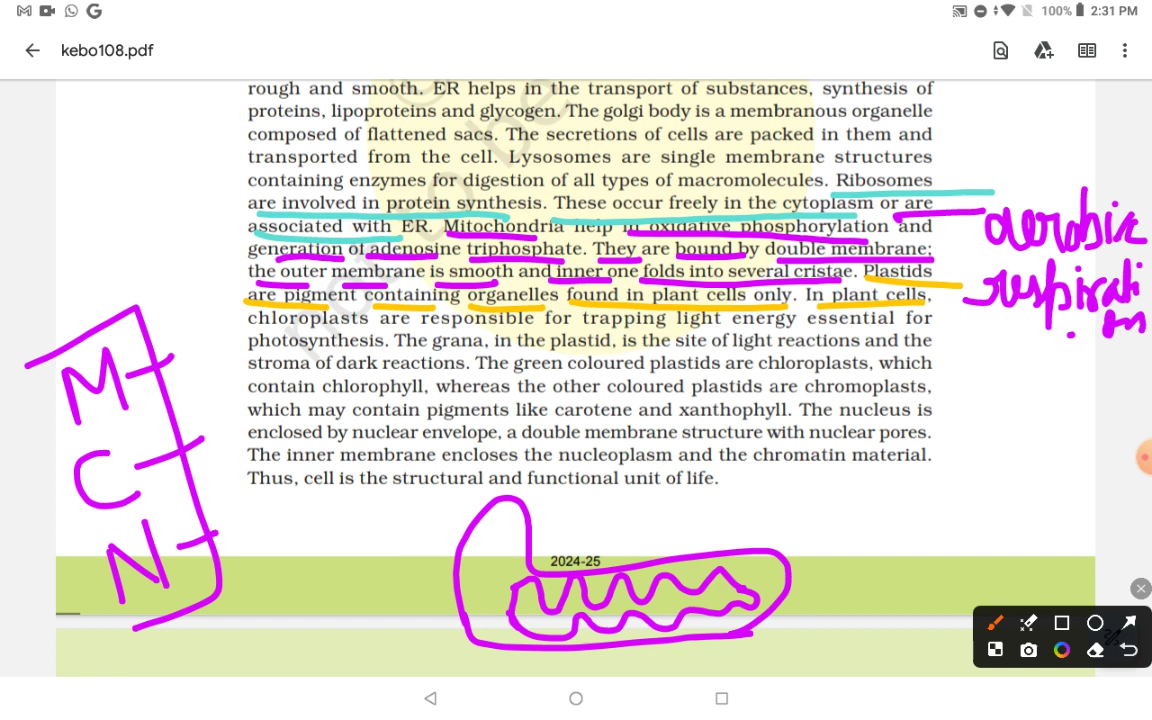 100% 2:31 PM
kebo108.pdf
rough and smooth. ER helps in the transport of substances, synthesis of
proteins, lipoproteins and glycogen. The golgi body is a membranous organelle
composed of flattened sacs. The secretions of cells are packed in them and
transported from the cell. Lysosomes are single membrane structures
containing enzymes for digestion of all types of macromolecules. Ribosomes
are involved in protein synthesis. These occur freely in the cytoplasm or are
associated with ER. Mitochondria help in oxidative phosphorylation and
generation of adenosine triphosphate. They are bound by double membrane;
the outer membrane is smooth and inner one folds into several cristae. Plastids
are pigment containing organelles found in plant cells only. In plant cells,
chloroplasts are responsible for trapping light energy essential for
photosynthesis. The grana, in the plastid, is the site of light reactions and the
stroma of dark reactions. The green coloured plastids are chloroplasts, which
contain chlorophyll, whereas the other coloured plastids are chromoplasts,
which may contain pigments like carotene and xanthophyll. The nucleus is
enclosed by nuclear envelope, a double membrane structure with nuclear pores.
The inner membrane encloses the nucleoplasm and the chromatin material.
Thus, cell is the structural and functional unit of life.
aerobic
respirati
on
M
C
N
2024-25